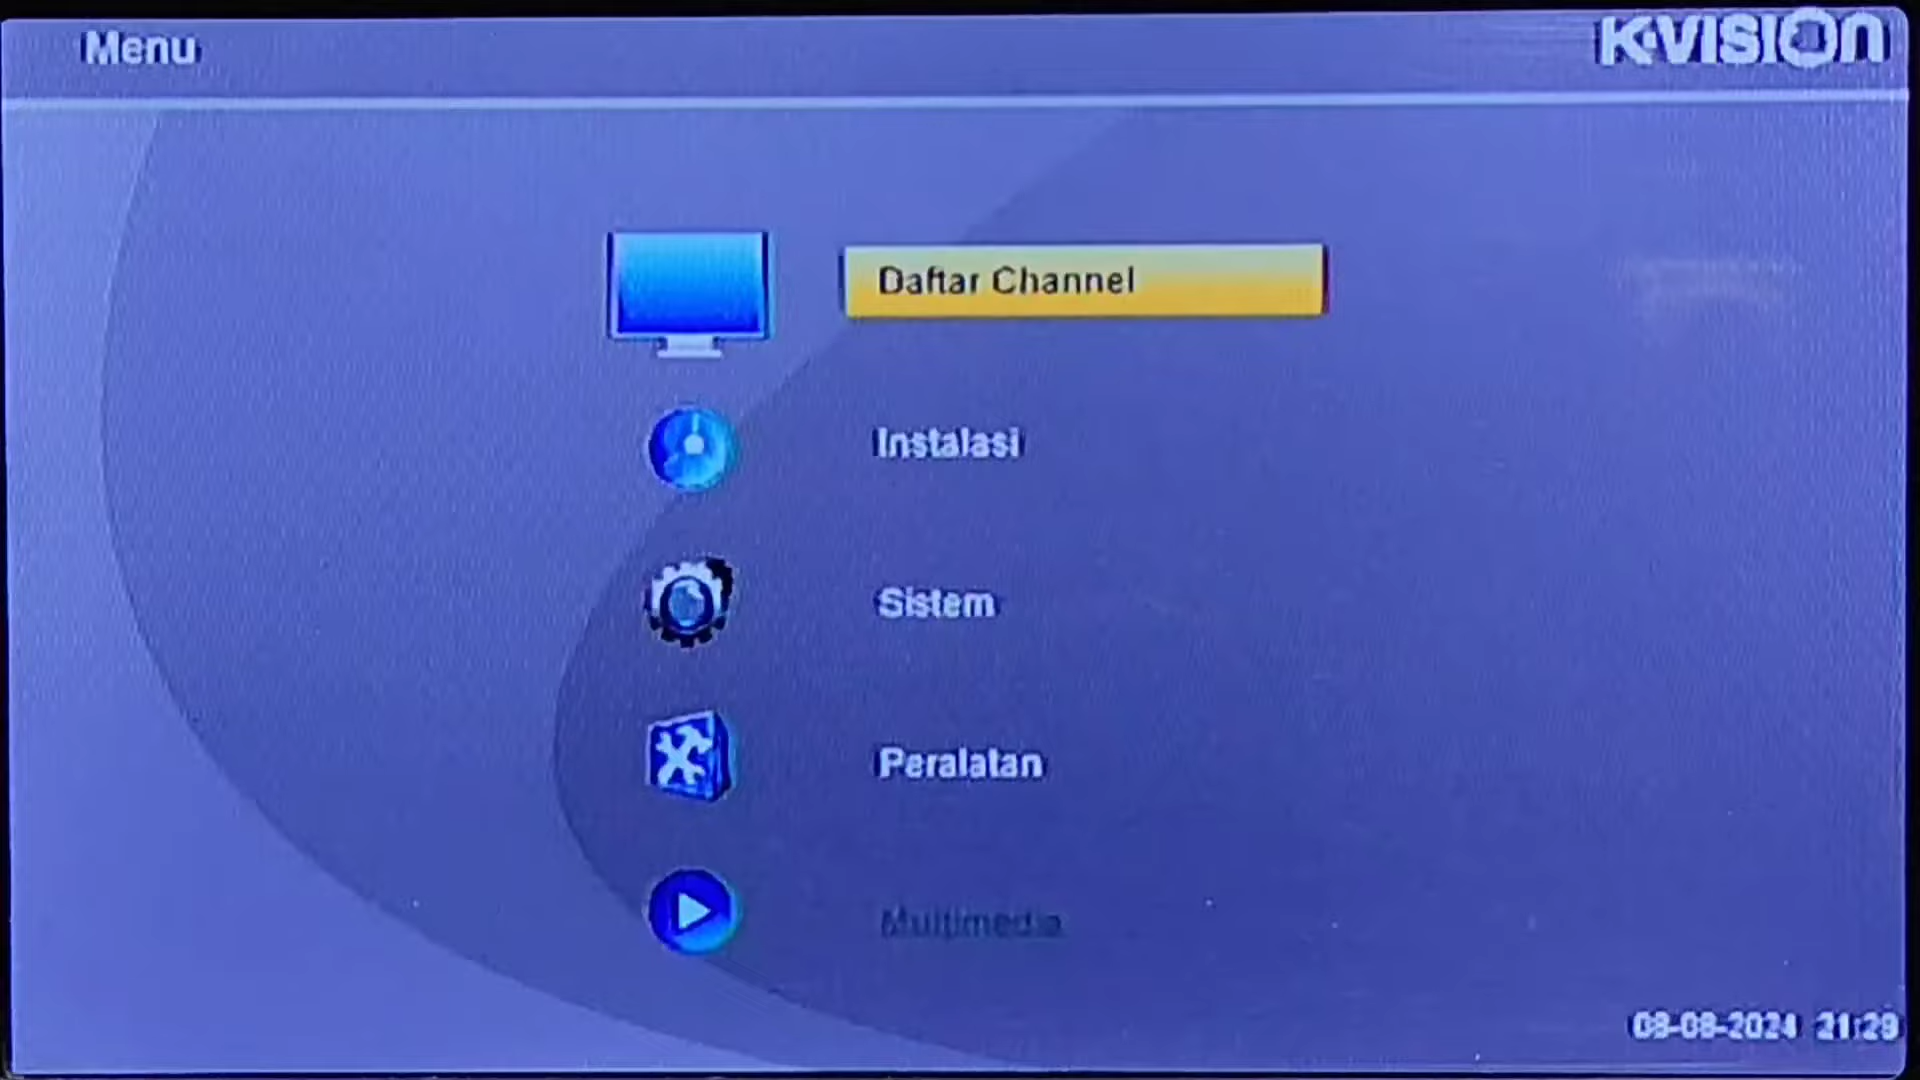 Menu
K-VISION
Daftar Channel
Instalasi
Sistem
Peralatan
Multimedia
08-08-2024 21:29